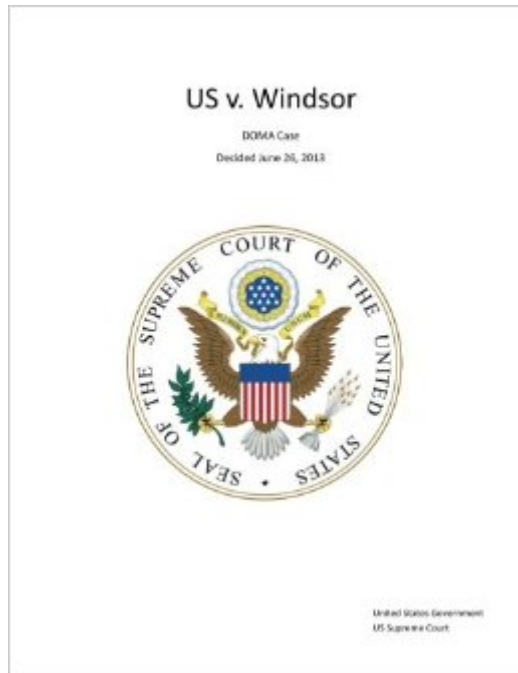 US v. Windsor
DOMA Case
Decided June 26, 2013
SEAL OF THE SUPREME COURT OF THE UNITED STATES
United States Government
US Supreme Court